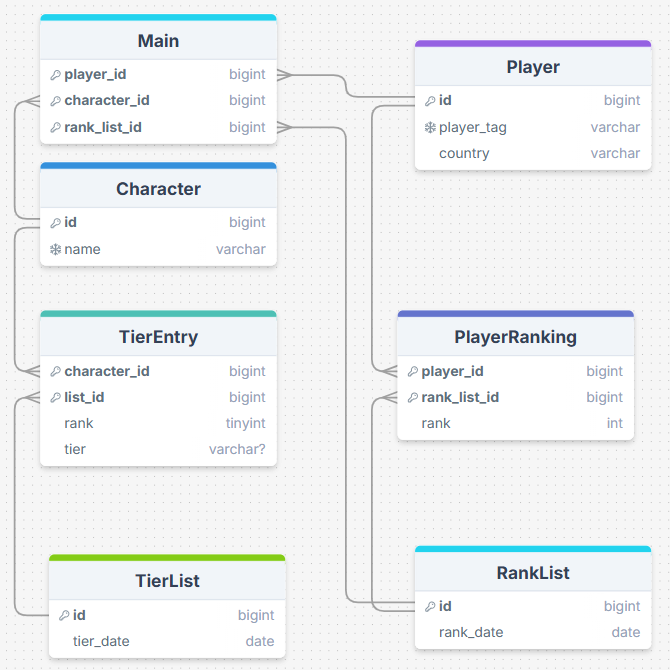 Main
player_id bigint
character_id bigint
rank_list_id bigint
Character
id bigint
name varchar
TierEntry
character_id bigint
list_id bigint
rank tinyint
tier varchar?
TierList
id bigint
tier_date date
Player
id bigint
player_tag varchar
country varchar
PlayerRanking
player_id bigint
rank_list_id bigint
rank int
RankList
id bigint
rank_date date